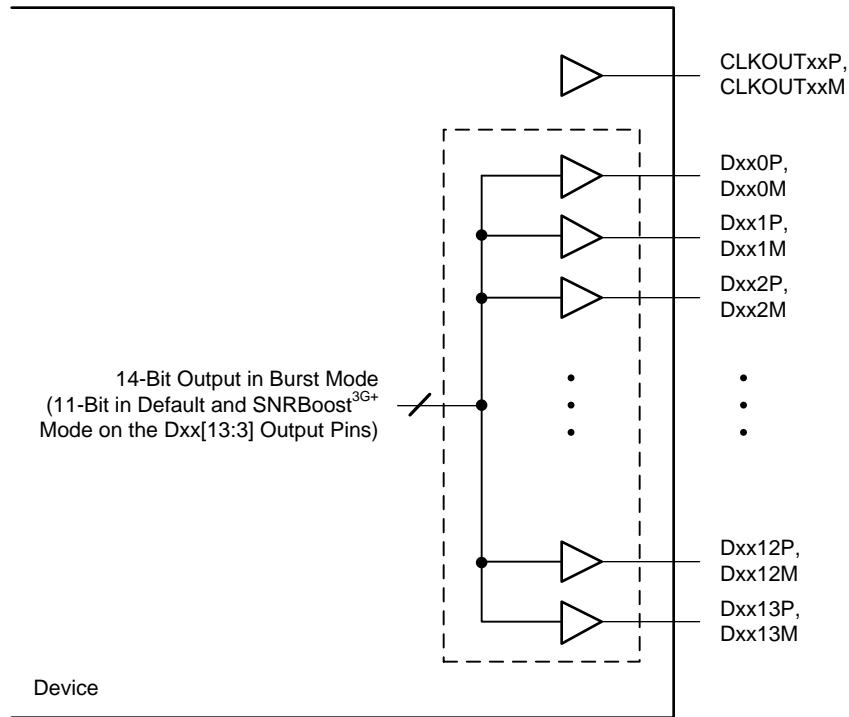 CLKOUTxxP,
CLKOUTxxM
Dxx0P,
Dxx0M
Dxx1P,
Dxx1M
Dxx2P,
Dxx2M
14-Bit Output in Burst Mode
(11-Bit in Default and SNRBoost3G+
Mode on the Dxx[13:3] Output Pins)
Dxx12P,
Dxx12M
Dxx13P,
Dxx13M
Device